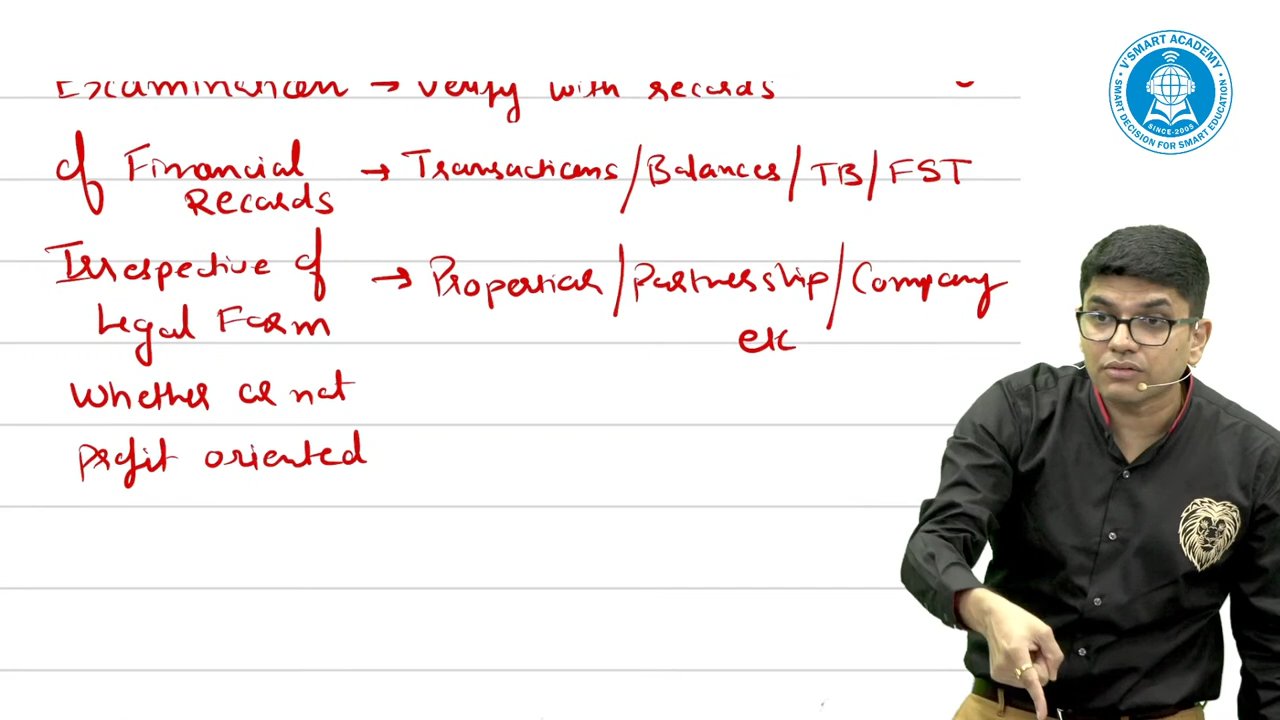 Examination → verify with records
of Financial → Transactions/Balances/TB/FST
Records
Irrespective of → Properties/Partnership/Company
Legal Form etc
Whether or not
profit oriented
V'SMART ACADEMY
SMART DECISION FOR SMART EDUCATION
SINCE-2005